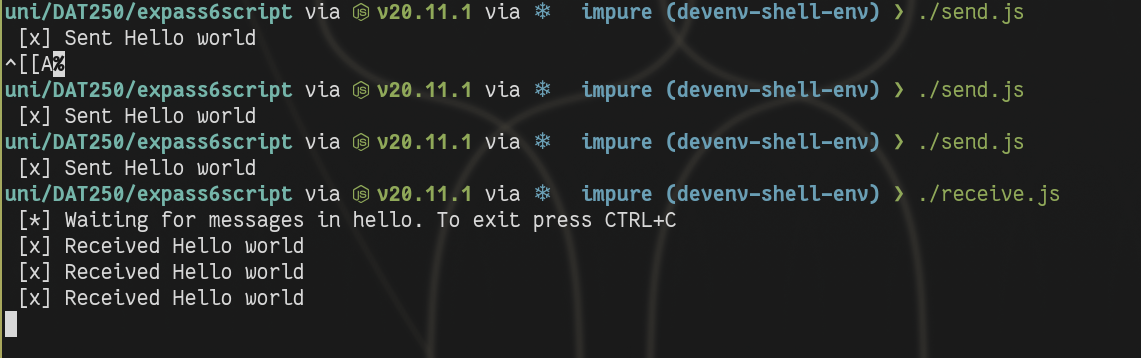 uni/DAT250/expass6script via v20.11.1 via ❄ impure (devenv-shell-env) ❯ ./send.js
[x] Sent Hello world
^[[A%
uni/DAT250/expass6script via v20.11.1 via ❄ impure (devenv-shell-env) ❯ ./send.js
[x] Sent Hello world
uni/DAT250/expass6script via v20.11.1 via ❄ impure (devenv-shell-env) ❯ ./send.js
[x] Sent Hello world
uni/DAT250/expass6script via v20.11.1 via ❄ impure (devenv-shell-env) ❯ ./receive.js
[*] Waiting for messages in hello. To exit press CTRL+C
[x] Received Hello world
[x] Received Hello world
[x] Received Hello world